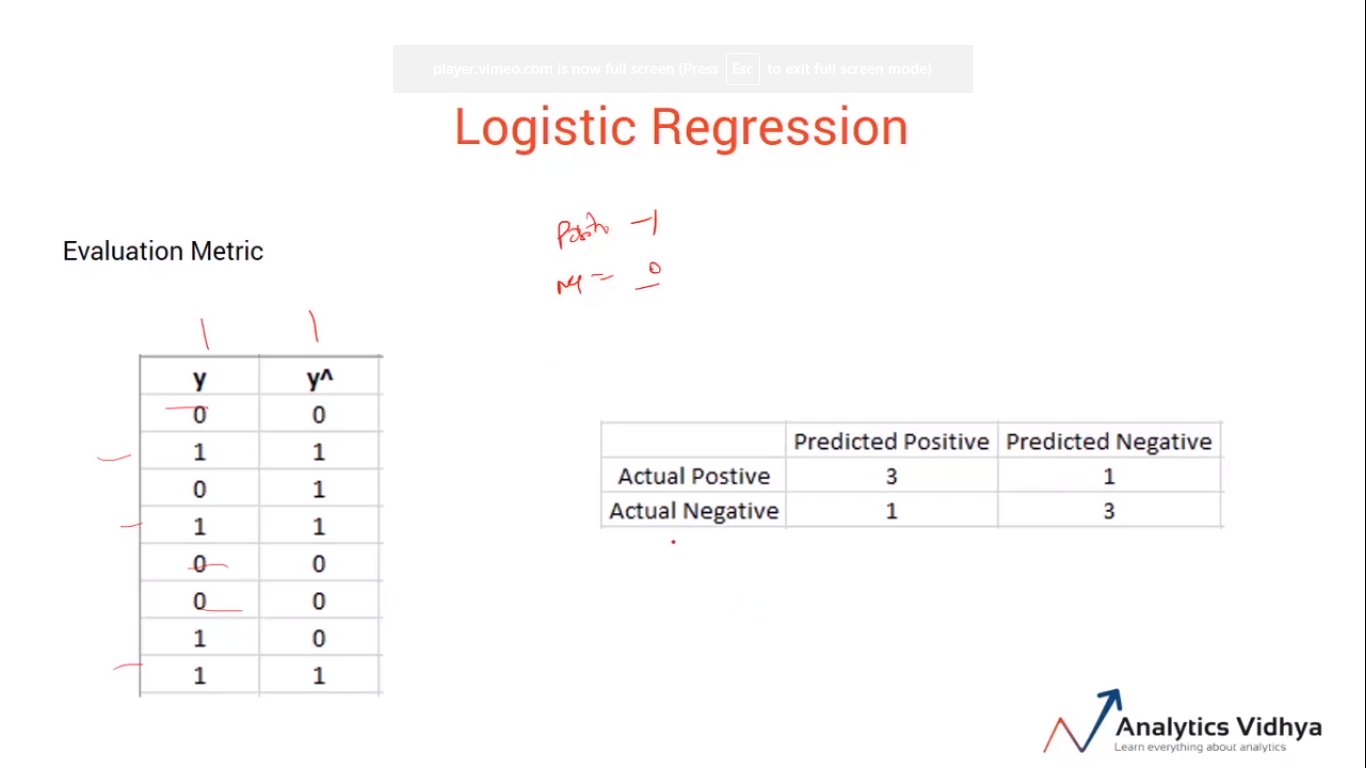 player.vimeo.com is now full screen (Press Esc to exit full screen mode)
Logistic Regression
– 1
Evaluation Metric
= 0
y y^
0 0
1 1
0 1
1 1
0 0
0 0
1 0
1 1
Predicted Positive Predicted Negative
Actual Postive 3 1
Actual Negative 1 3
Analytics Vidhya
Learn everything about analytics